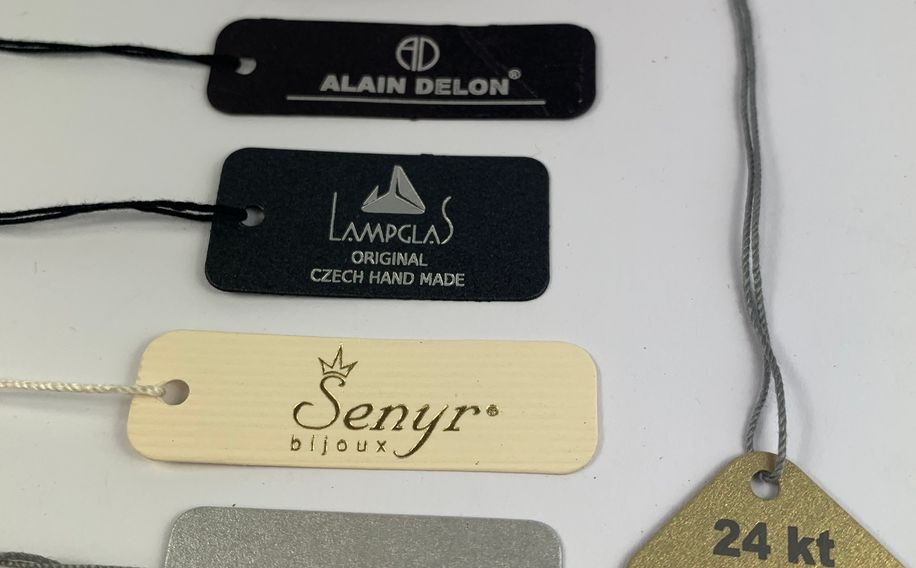 AD
ALAIN DELON®
LAMPGLAS
ORIGINAL
CZECH HAND MADE
Senyr®
bijoux
24 kt